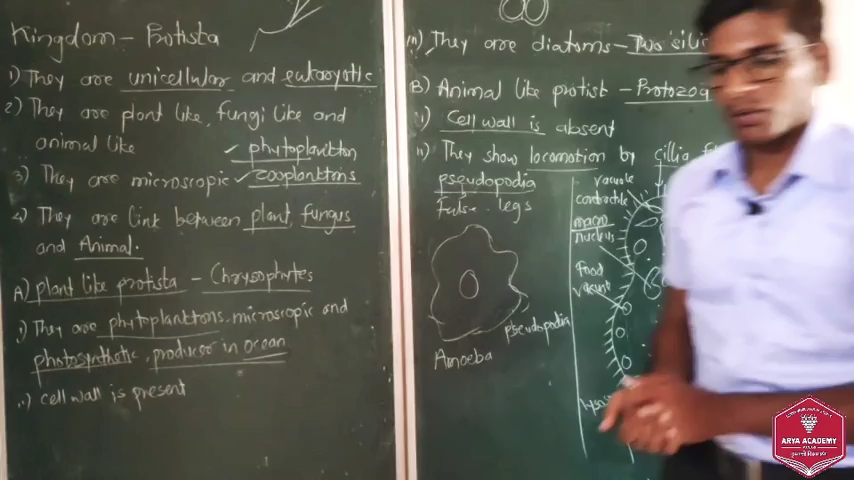 Kingdom - Protista
1) They are unicellular and eukaryotic
2) They are plant like, fungi like and
animal like ✓ phytoplankton
3) They are microscopic ✓ zooplanktons
4) They are link between plant, fungus
and Animal.
A) plant like protista - Chrysophytes
i) They are phytoplanktons, microscopic and
photosynthetic, producer in ocean
ii) cell wall is present
iii) They are diatoms - Two
B) Animal like protist -
i) Cell wall is absent
ii) They show locomotion by cillia
pseudopodia
false legs
pseudopodia
Amoeba
vacuole
contractile
macro
nucleus
Food
ARYA ACADEMY